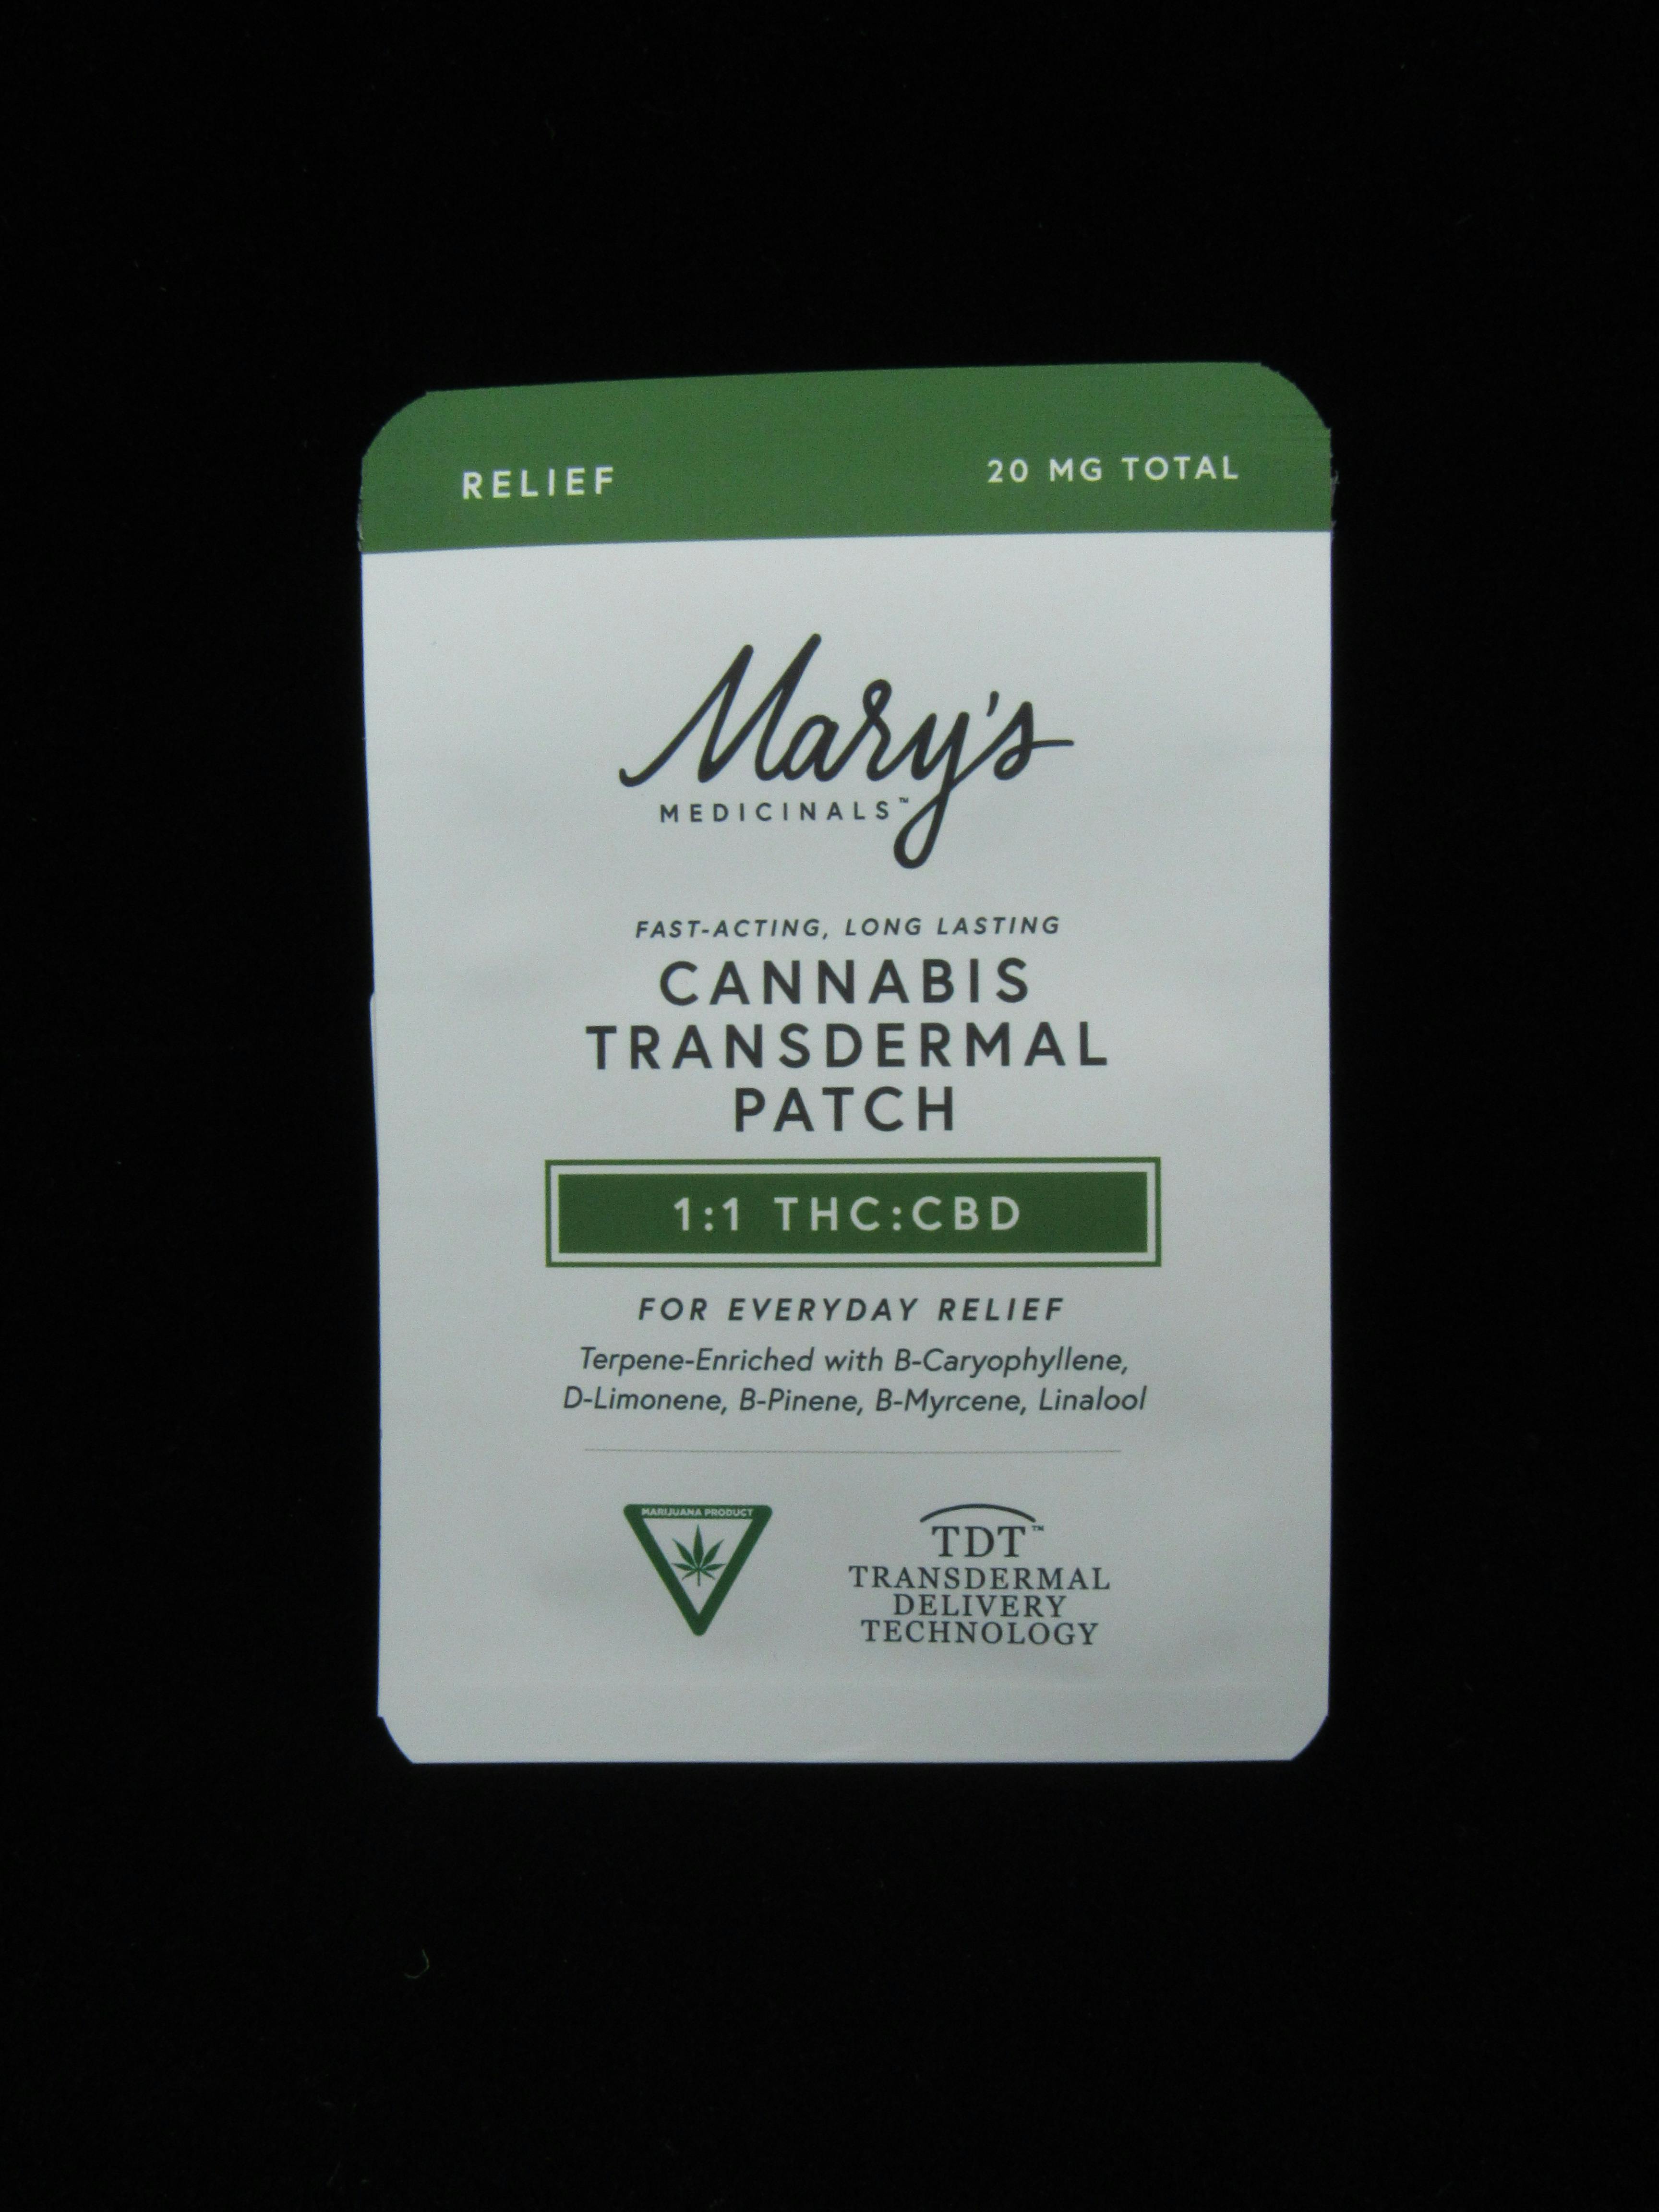 RELIEF
20 MG TOTAL
Mary's
MEDICINALS™
FAST-ACTING, LONG LASTING
CANNABIS
TRANSDERMAL
PATCH
1:1 THC:CBD
FOR EVERYDAY RELIEF
Terpene-Enriched with B-Caryophyllene,
D-Limonene, B-Pinene, B-Myrcene, Linalool
MARIJUANA PRODUCT
TDT™
TRANSDERMAL
DELIVERY
TECHNOLOGY